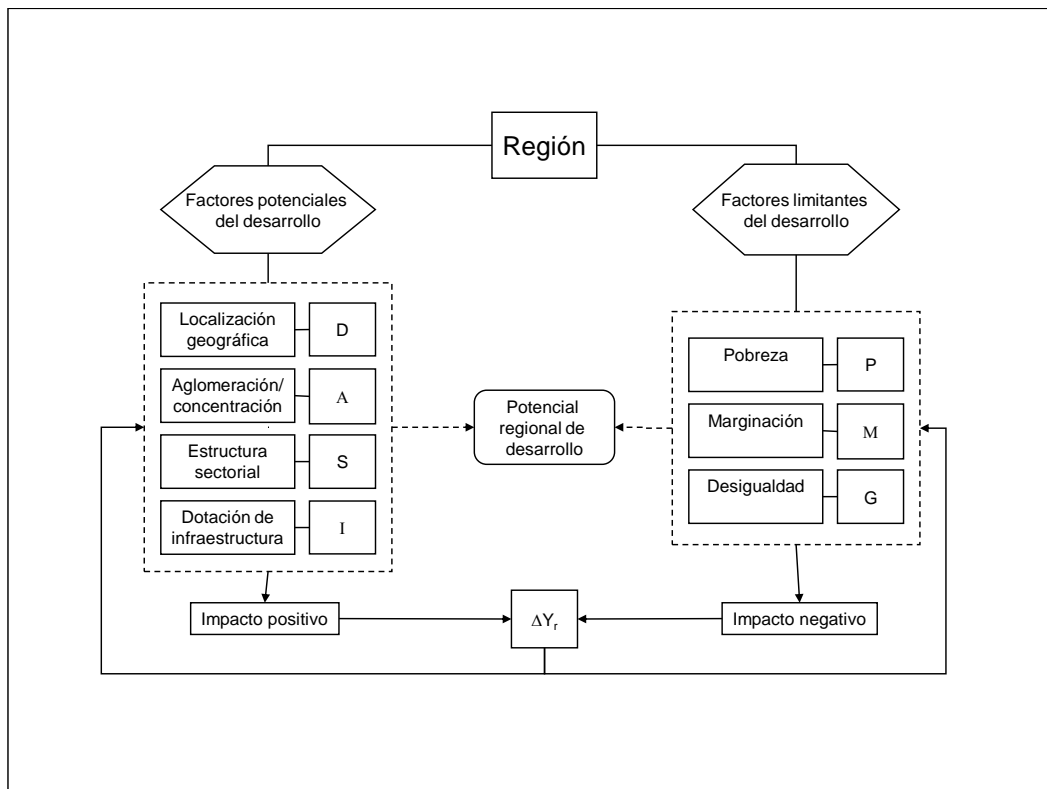 Región
Factores potenciales
del desarrollo
Factores limitantes
del desarrollo
Localización
geográfica
D
Aglomeración/
concentración
A
Estructura
sectorial
S
Dotación de
infraestructura
I
Potencial
regional de
desarrollo
Pobreza
P
Marginación
M
Desigualdad
G
Impacto positivo
ΔYr
Impacto negativo